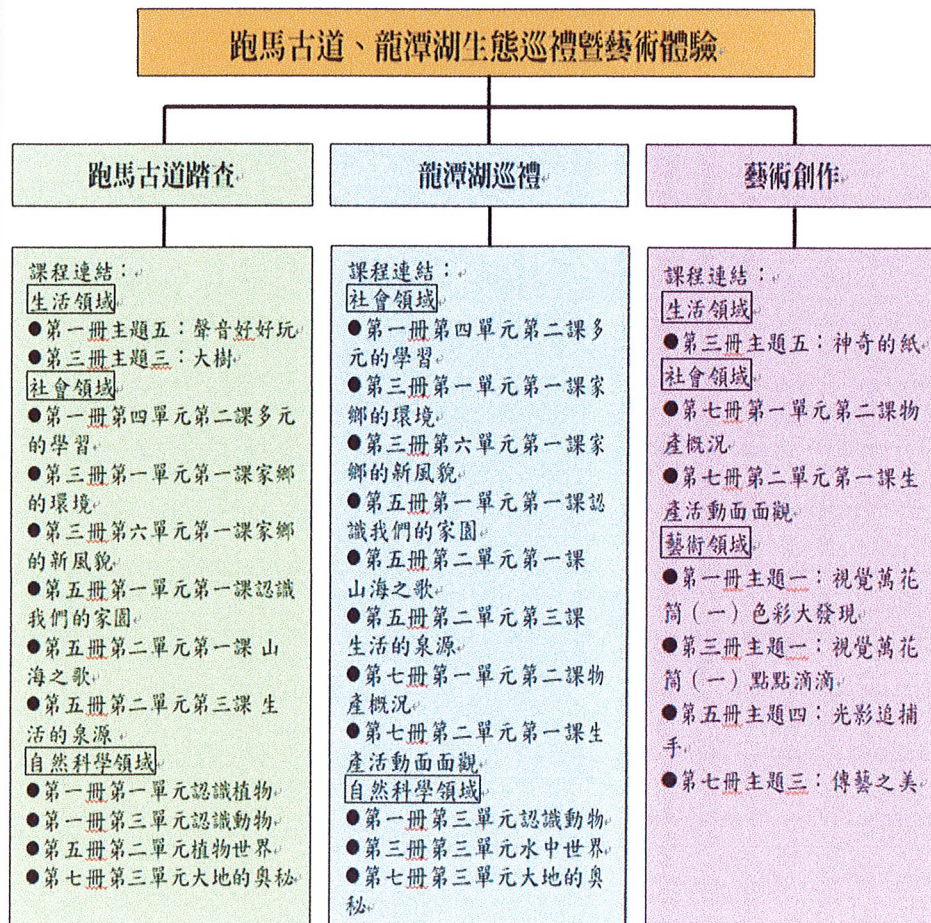 跑馬古道、龍潭湖生態巡禮暨藝術體驗
跑馬古道踏查
龍潭湖巡禮
藝術創作
課程連結：
生活領域
●第一冊主題五：聲音好好玩
●第三冊主題三：大樹
社會領域
●第一冊第四單元第二課多元
的學習
●第三冊第一單元第一課家鄉
的環境
●第三冊第六單元第一課家鄉
的新風貌
●第五冊第一單元第一課認識
我們的家園
●第五冊第二單元第一課 山
海之歌
●第五冊第二單元第三課 生
活的泉源
自然科學領域
●第一冊第一單元認識植物
●第一冊第三單元認識動物
●第五冊第二單元植物世界
●第七冊第三單元大地的奧秘
課程連結：
社會領域
●第一冊第四單元第二課多
元的學習
●第三冊第一單元第一課家
鄉的環境
●第三冊第六單元第一課家
鄉的新風貌
●第五冊第一單元第一課認
識我們的家園
●第五冊第二單元第一課
山海之歌
●第五冊第二單元第三課
生活的泉源
●第七冊第一單元第二課物
產概況
●第七冊第二單元第一課生
產活動面面觀
自然科學領域
●第一冊第三單元認識動物
●第三冊第三單元水中世界
●第七冊第三單元大地的奧
秘
課程連結：
生活領域
●第三冊主題五：神奇的紙
社會領域
●第七冊第一單元第二課物
產概況
●第七冊第二單元第一課生
產活動面面觀
藝術領域
●第一冊主題一：視覺萬花
筒（一）色彩大發現
●第三冊主題一：視覺萬花
筒（一）點點滴滴
●第五冊主題四：光影追捕
手
●第七冊主題三：傳藝之美